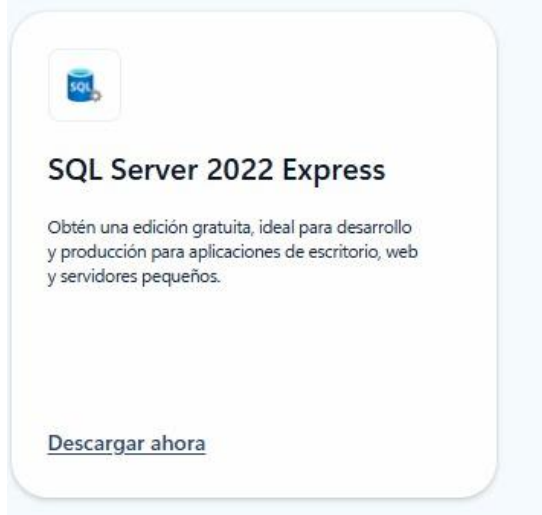 SQL
SQL Server 2022 Express
Obtén una edición gratuita, ideal para desarrollo
y producción para aplicaciones de escritorio, web
y servidores pequeños.
Descargar ahora